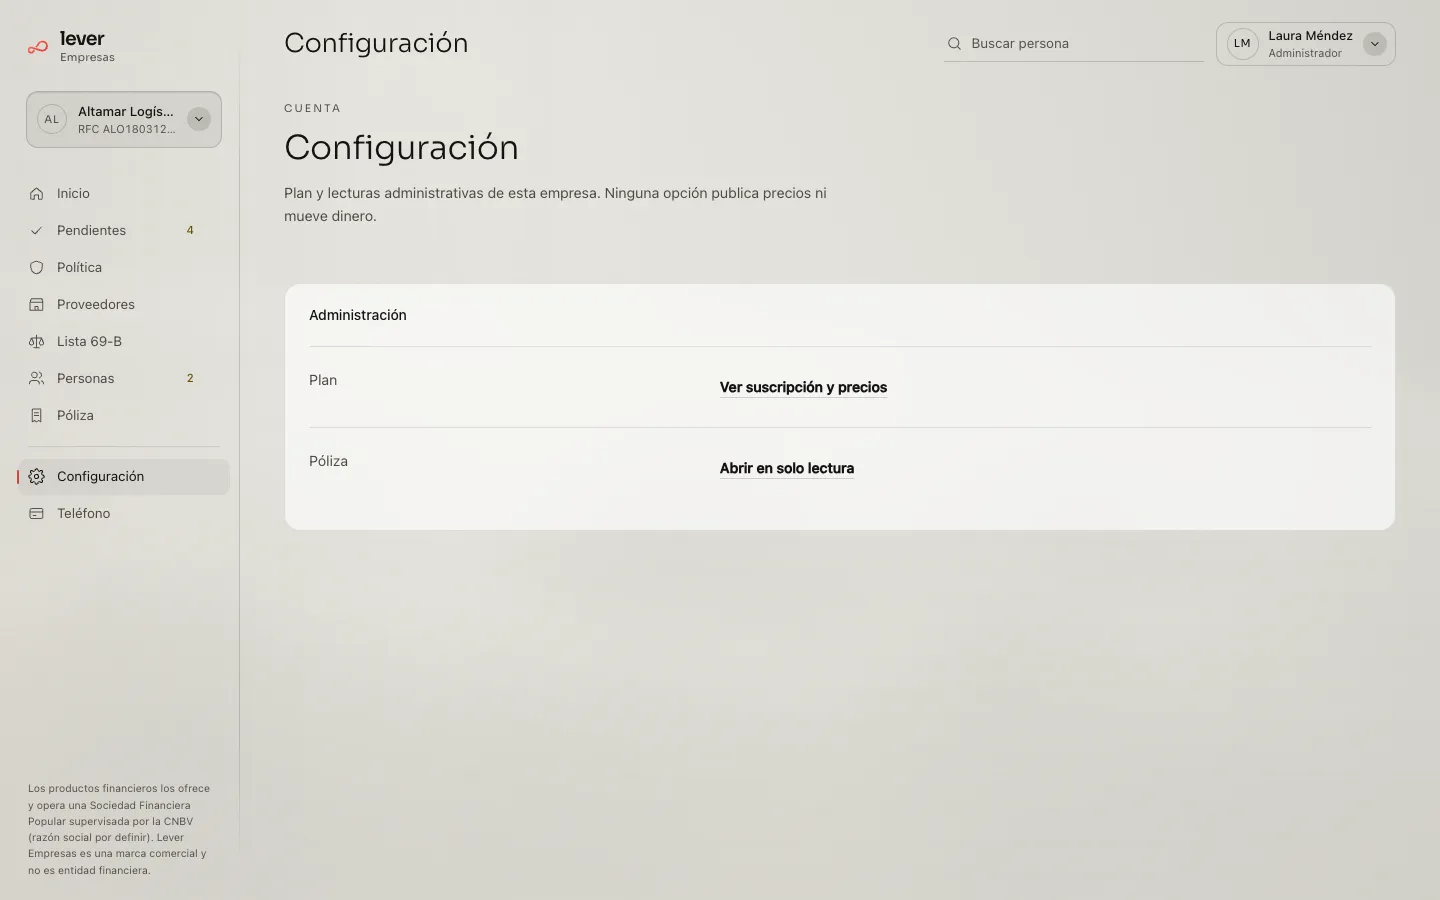 lever
Empresas
Configuración
Buscar persona
LM
Laura Méndez
Administrador
AL
Altamar Logís...
RFC ALO180312...
Inicio
Pendientes 4
Política
Proveedores
Lista 69-B
Personas 2
Póliza
Configuración
Teléfono
Los productos financieros los ofrece
y opera una Sociedad Financiera
Popular supervisada por la CNBV
(razón social por definir). Lever
Empresas es una marca comercial y
no es entidad financiera.
CUENTA
Configuración
Plan y lecturas administrativas de esta empresa. Ninguna opción publica precios ni
mueve dinero.
Administración
Plan
Ver suscripción y precios
Póliza
Abrir en solo lectura